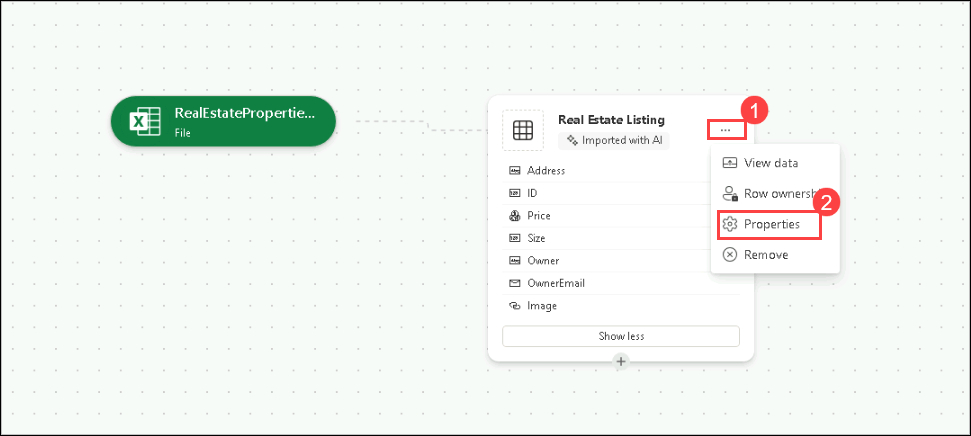 RealEstatePropertie...
File
Real Estate Listing
Imported with AI
Address
ID
Price
Size
Owner
OwnerEmail
Image
Show less
1
...
View data
Row ownersh
2
Properties
Remove